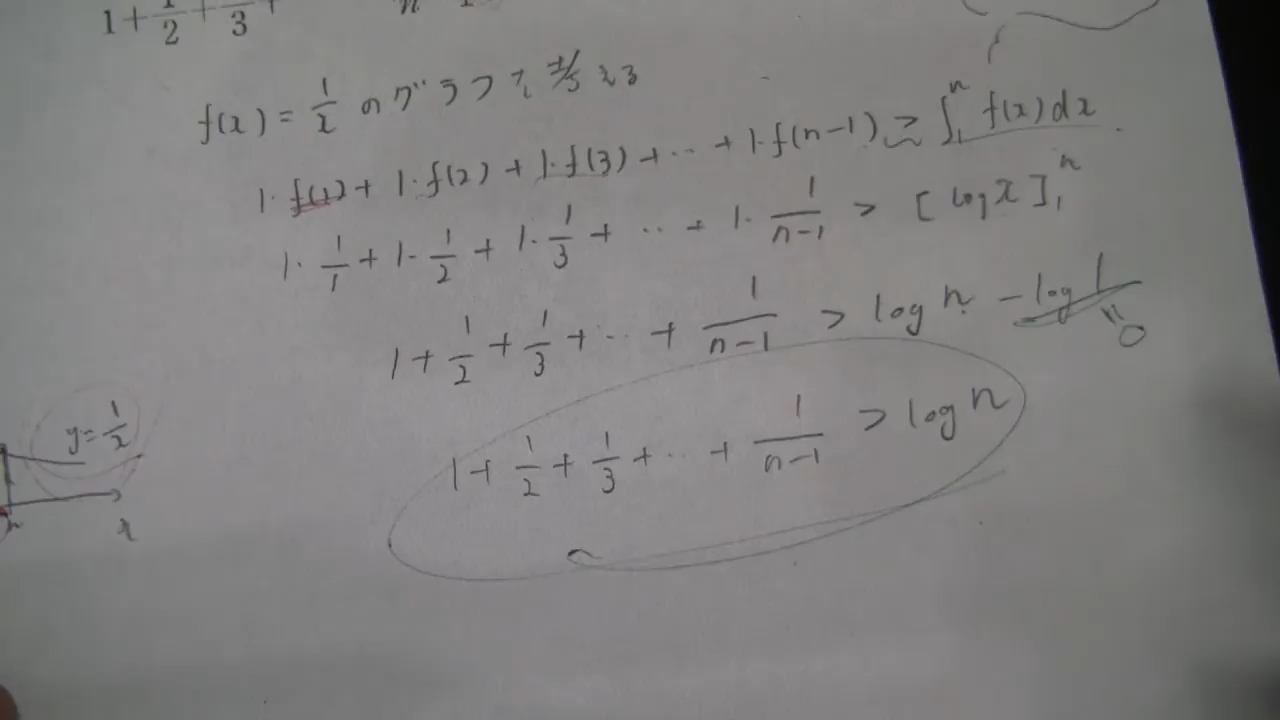 1 + 1/2 + 1/3 +
f(x) = 1/x のグラフを考える
1・f(1) + 1・f(2) + 1・f(3) + … + 1・f(n-1) > ∫₁ⁿ f(x)dx
1・1/1 + 1・1/2 + 1・1/3 + … + 1・1/(n-1) > [log x]₁ⁿ
1 + 1/2 + 1/3 + … + 1/(n-1) > log n - log 1
0
1 + 1/2 + 1/3 + … + 1/(n-1) > log n
y = 1/x
n x